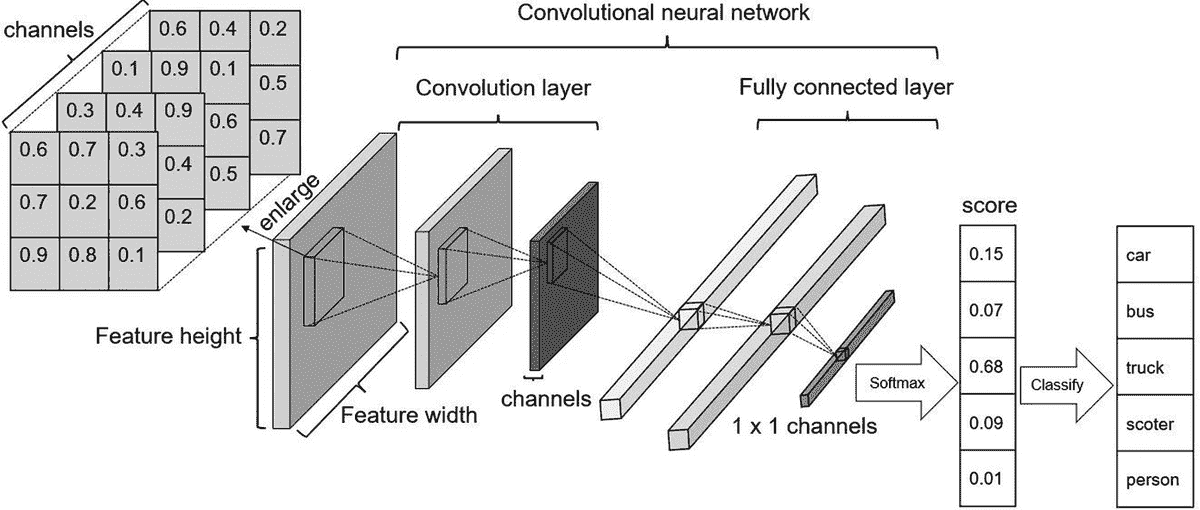 Convolutional neural network
channels
0.6 0.4 0.2
0.5
0.7
0.1 0.9 0.1
0.6
0.5
0.3 0.4 0.9
0.4
0.2
0.6 0.7 0.3
0.7 0.2 0.6
0.9 0.8 0.1
enlarge
Convolution layer
Fully connected layer
Feature height
Feature width
channels
1 x 1 channels
Softmax
score
0.15
0.07
0.68
0.09
0.01
Classify
car
bus
truck
scoter
person